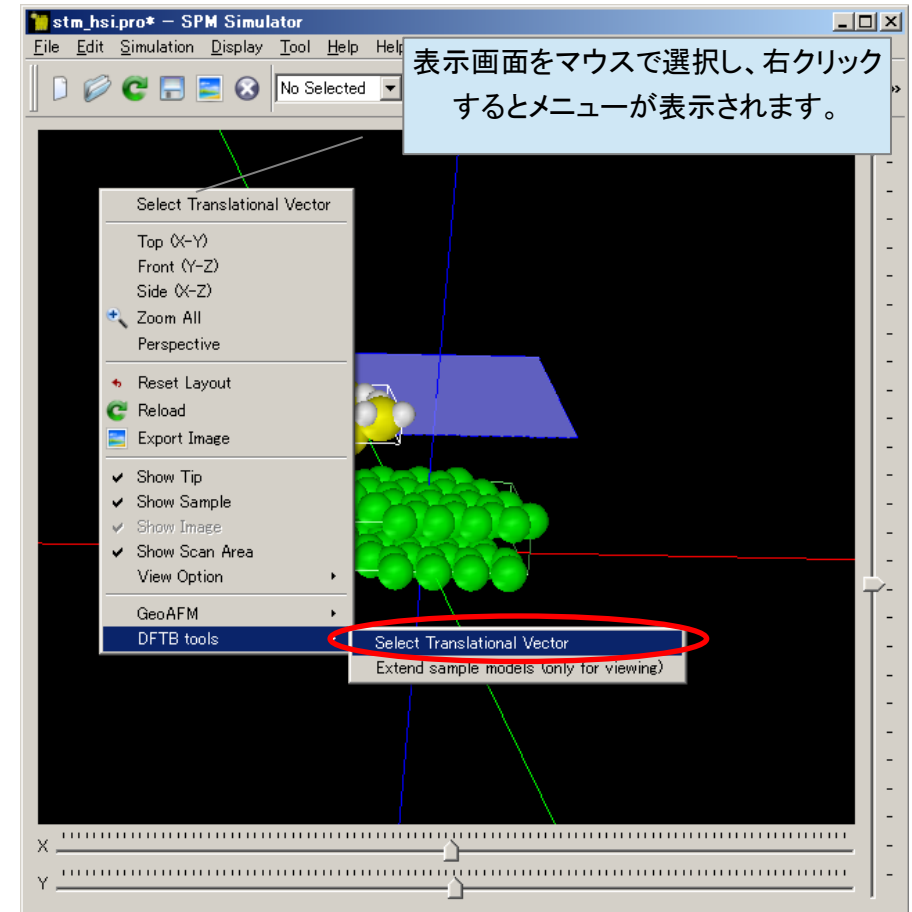 stm_hsi.pro* — SPM Simulator
File Edit Simulation Display Tool Help
No Selected
表示画面をマウスで選択し、右クリック
するとメニューが表示されます。
Select Translational Vector
Top (X-Y)
Front (Y-Z)
Side (X-Z)
Zoom All
Perspective
Reset Layout
Reload
Export Image
Show Tip
Show Sample
Show Image
Show Scan Area
View Option
GeoAFM
DFTB tools
Select Translational Vector
Extend sample models (only for viewing)
X
Y